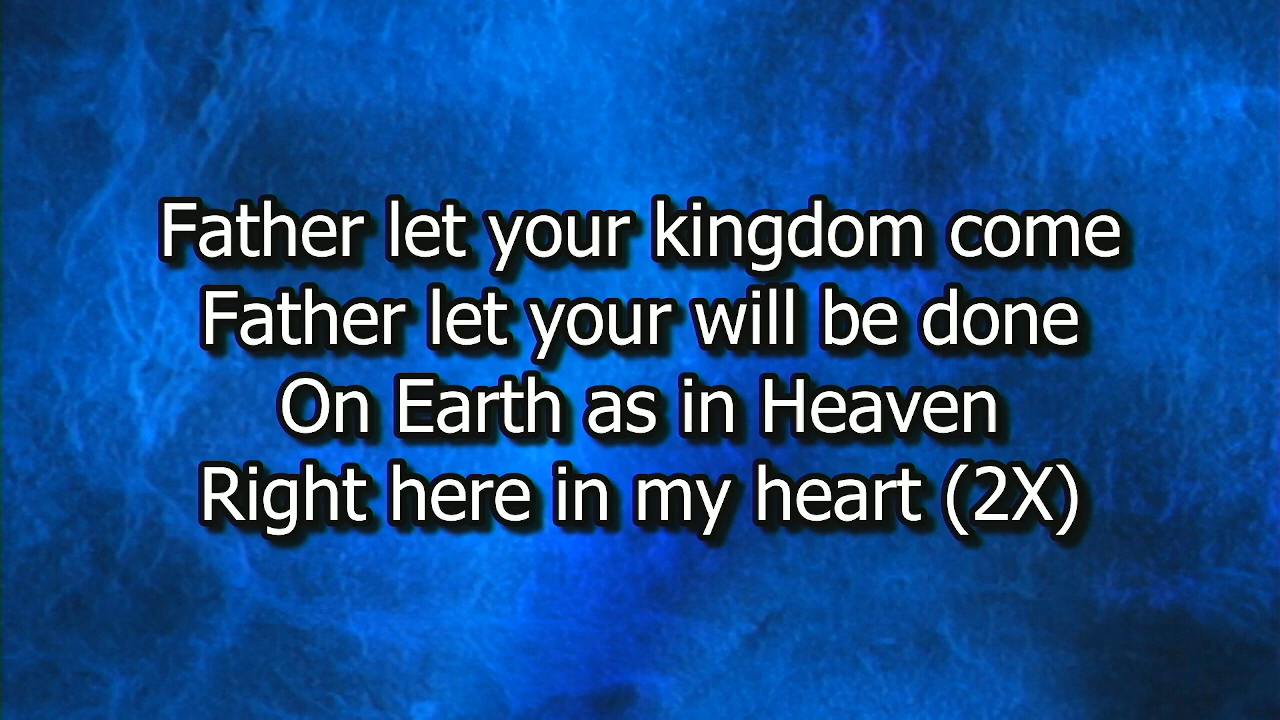 Father let your kingdom come
Father let your will be done
On Earth as in Heaven
Right here in my heart (2X)